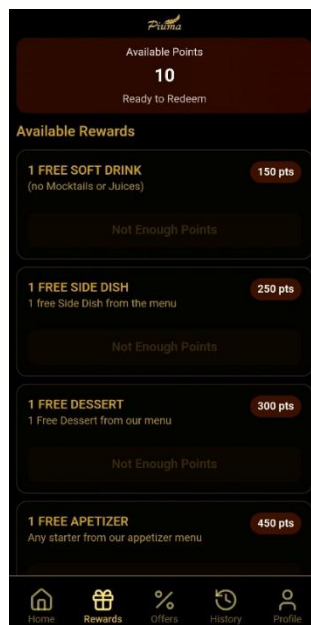 Piuma
Available Points
10
Ready to Redeem
Available Rewards
1 FREE SOFT DRINK
150 pts
(no Mocktails or Juices)
Not Enough Points
1 FREE SIDE DISH
250 pts
1 free Side Dish from the menu
Not Enough Points
1 FREE DESSERT
300 pts
1 Free Dessert from our menu
Not Enough Points
1 FREE APETIZER
450 pts
Any starter from our appetizer menu
Home
Rewards
Offers
History
Profile